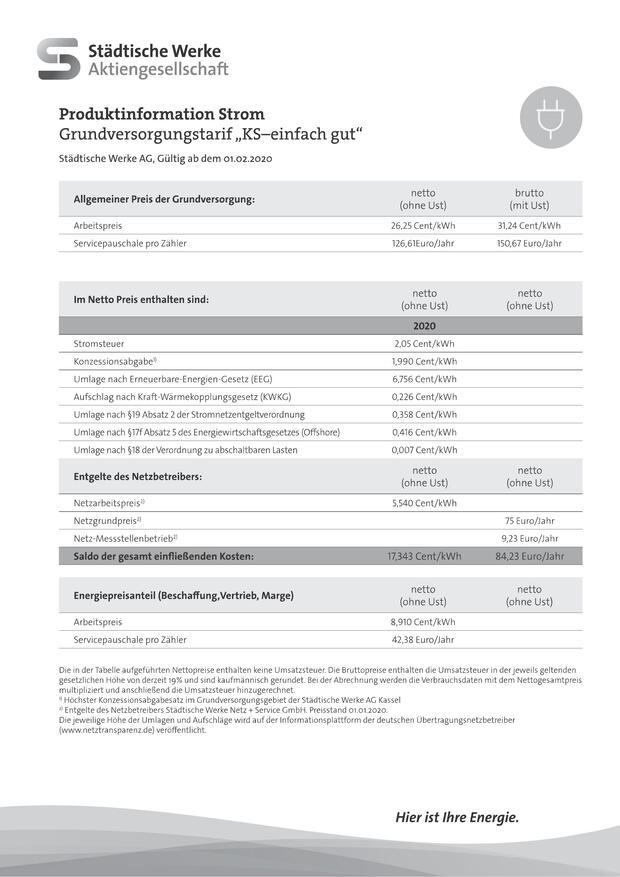 Städtische Werke
Aktiengesellschaft
Produktinformation Strom
Grundversorgungstarif „KS–einfach gut“
Städtische Werke AG, Gültig ab dem 01.02.2020
Allgemeiner Preis der Grundversorgung: netto (ohne Ust) brutto (mit Ust)
Arbeitspreis 26,25 Cent/kWh 31,24 Cent/kWh
Servicepauschale pro Zähler 126,61Euro/Jahr 150,67 Euro/Jahr
Im Netto Preis enthalten sind: netto (ohne Ust) netto (ohne Ust)
2020
Stromsteuer 2,05 Cent/kWh
Konzessionsabgabe¹⁾ 1,990 Cent/kWh
Umlage nach Erneuerbare-Energien-Gesetz (EEG) 6,756 Cent/kWh
Aufschlag nach Kraft-Wärmekopplungsgesetz (KWKG) 0,226 Cent/kWh
Umlage nach §19 Absatz 2 der Stromnetzentgeltverordnung 0,358 Cent/kWh
Umlage nach §17f Absatz 5 des Energiewirtschaftsgesetzes (Offshore) 0,416 Cent/kWh
Umlage nach §18 der Verordnung zu abschaltbaren Lasten 0,007 Cent/kWh
Entgelte des Netzbetreibers: netto (ohne Ust) netto (ohne Ust)
Netzarbeitspreis²⁾ 5,540 Cent/kWh
Netzgrundpreis²⁾ 75 Euro/Jahr
Netz-Messstellenbetrieb²⁾ 9,23 Euro/Jahr
Saldo der gesamt einfließenden Kosten: 17,343 Cent/kWh 84,23 Euro/Jahr
Energiepreisanteil (Beschaffung,Vertrieb, Marge) netto (ohne Ust) netto (ohne Ust)
Arbeitspreis 8,910 Cent/kWh
Servicepauschale pro Zähler 42,38 Euro/Jahr
Die in der Tabelle aufgeführten Nettopreise enthalten keine Umsatzsteuer. Die Bruttopreise enthalten die Umsatzsteuer in der jeweils geltenden
gesetzlichen Höhe von derzeit 19% und sind kaufmännisch gerundet. Bei der Abrechnung werden die Verbrauchsdaten mit dem Nettogesamtpreis
multipliziert und anschließend die Umsatzsteuer hinzugerechnet.
¹⁾ Höchster Konzessionsabgabesatz im Grundversorgungsgebiet der Städtische Werke AG Kassel
²⁾ Entgelte des Netzbetreibers Städtische Werke Netz + Service GmbH. Preisstand 01.01.2020.
Die jeweilige Höhe der Umlagen und Aufschläge wird auf der Informationsplattform der deutschen Übertragungsnetzbetreiber
(www.netztransparenz.de) veröffentlicht.
Hier ist Ihre Energie.